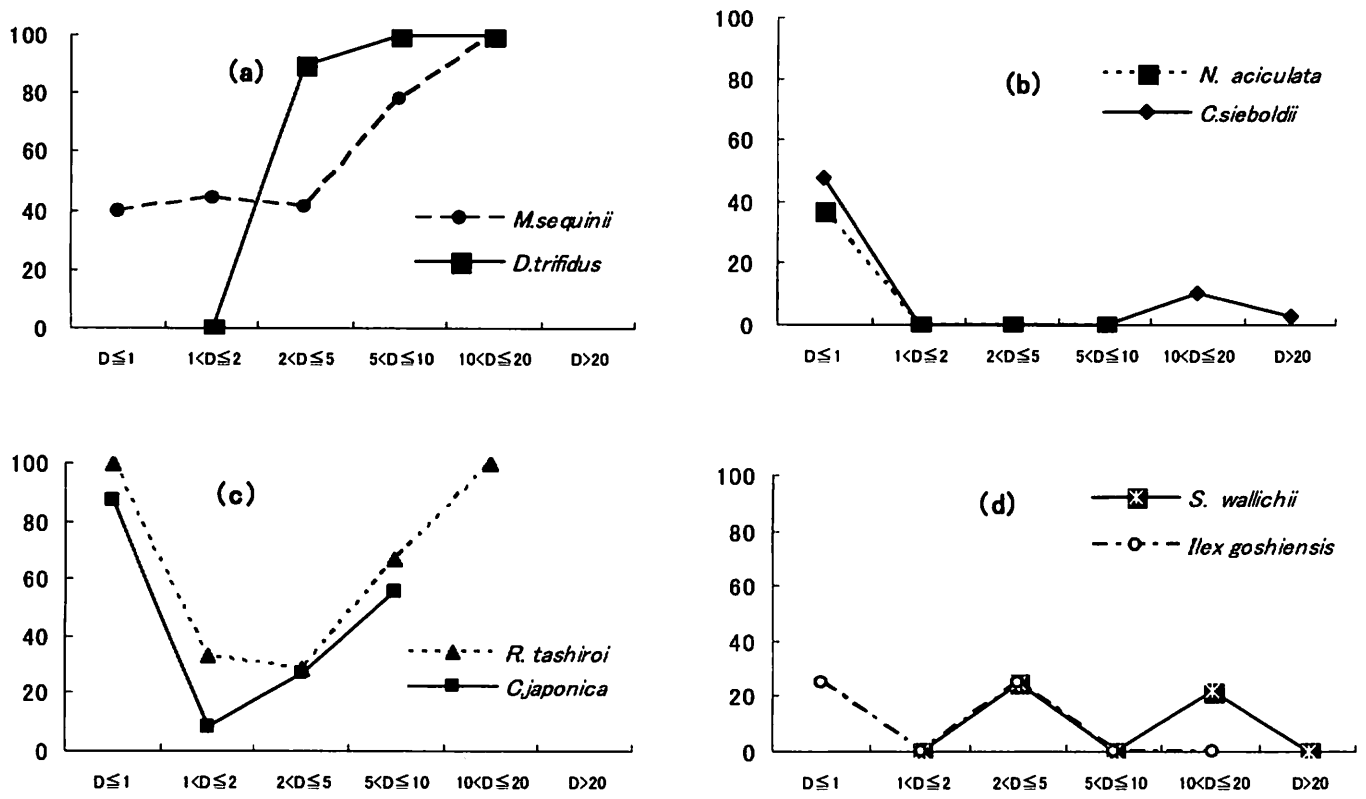 100
80
60
40
20
0
(a)
M.sequinii
D.trifidus
D≦1 1<D≦2 2<D≦5 5<D≦10 10<D≦20 D>20
100
80
60
40
20
0
(b)
N. aciculata
C.sieboldii
D≦1 1<D≦2 2<D≦5 5<D≦10 10<D≦20 D>20
100
80
60
40
20
0
(c)
R. tashiroi
C.japonica
D≦1 1<D≦2 2<D≦5 5<D≦10 10<D≦20 D>20
100
80
60
40
20
0
(d)
S. wallichii
Ilex goshiensis
D≦1 1<D≦2 2<D≦5 5<D≦10 10<D≦20 D>20